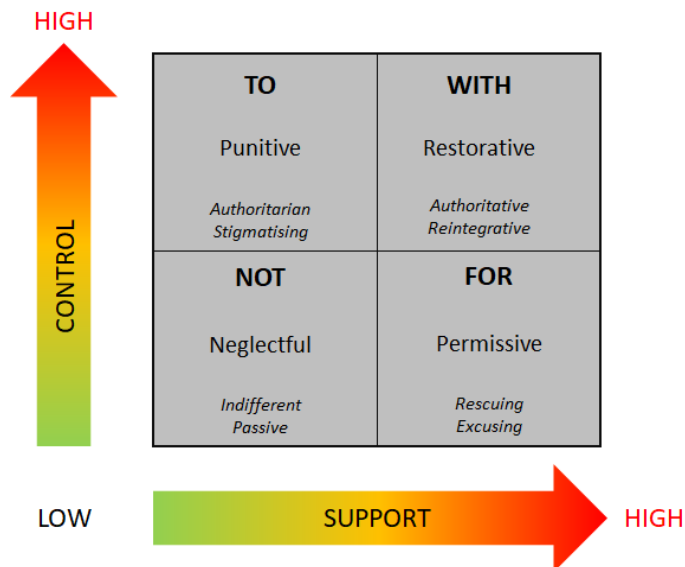 HIGH
TO
WITH
Punitive
Restorative
Authoritarian
Stigmatising
Authoritative
Reintegrative
CONTROL
NOT
FOR
Neglectful
Permissive
Indifferent
Passive
Rescuing
Excusing
LOW
SUPPORT
HIGH